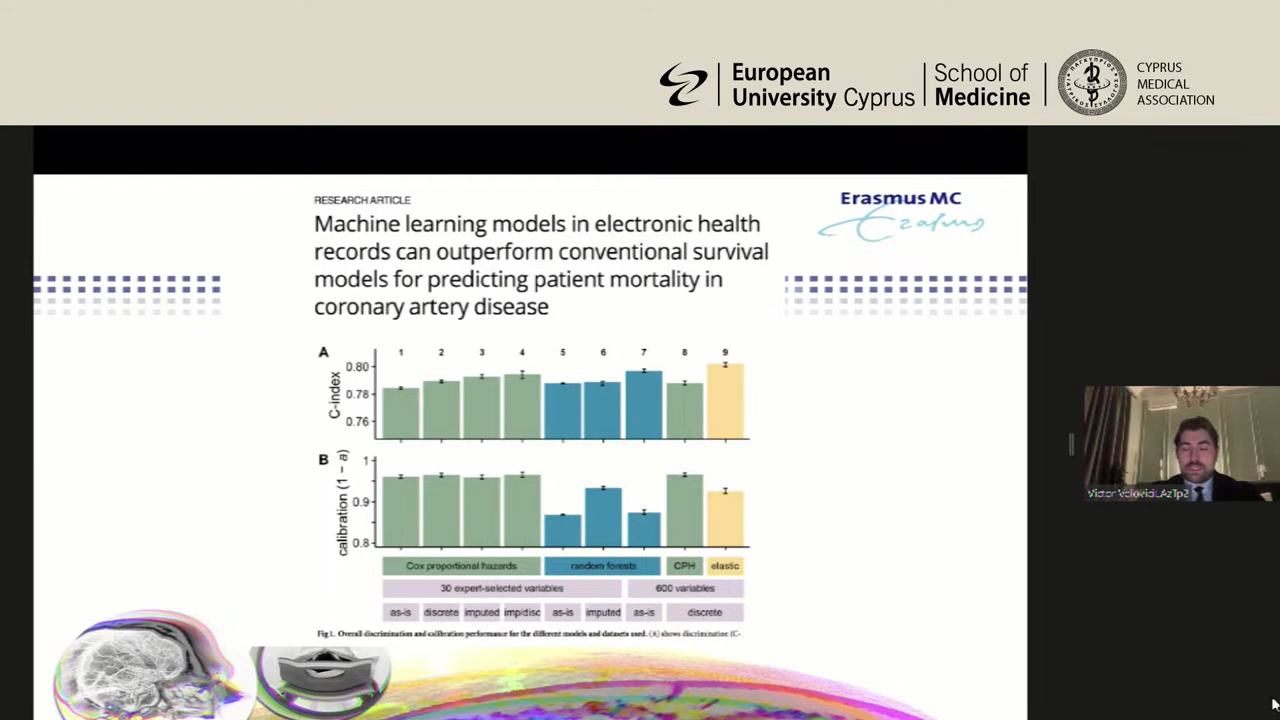 European
University Cyprus
School of
Medicine
CYPRUS
MEDICAL
ASSOCIATION
RESEARCH ARTICLE
Machine learning models in electronic health
records can outperform conventional survival
models for predicting patient mortality in
coronary artery disease
Erasmus MC
Erasmus
A
1 2 3 4 5 6 7 8 9
C-index
0.80
0.78
0.76
B
calibration (1 − a)
1
0.9
0.8
Cox proportional hazards random forests CPH elastic
30 expert-selected variables 600 variables
as-is discrete imputed imp/disc as-is imputed as-is discrete
Fig 1. Overall discrimination and calibration performance for the different models and datasets used. (A) shows discrimination (C-